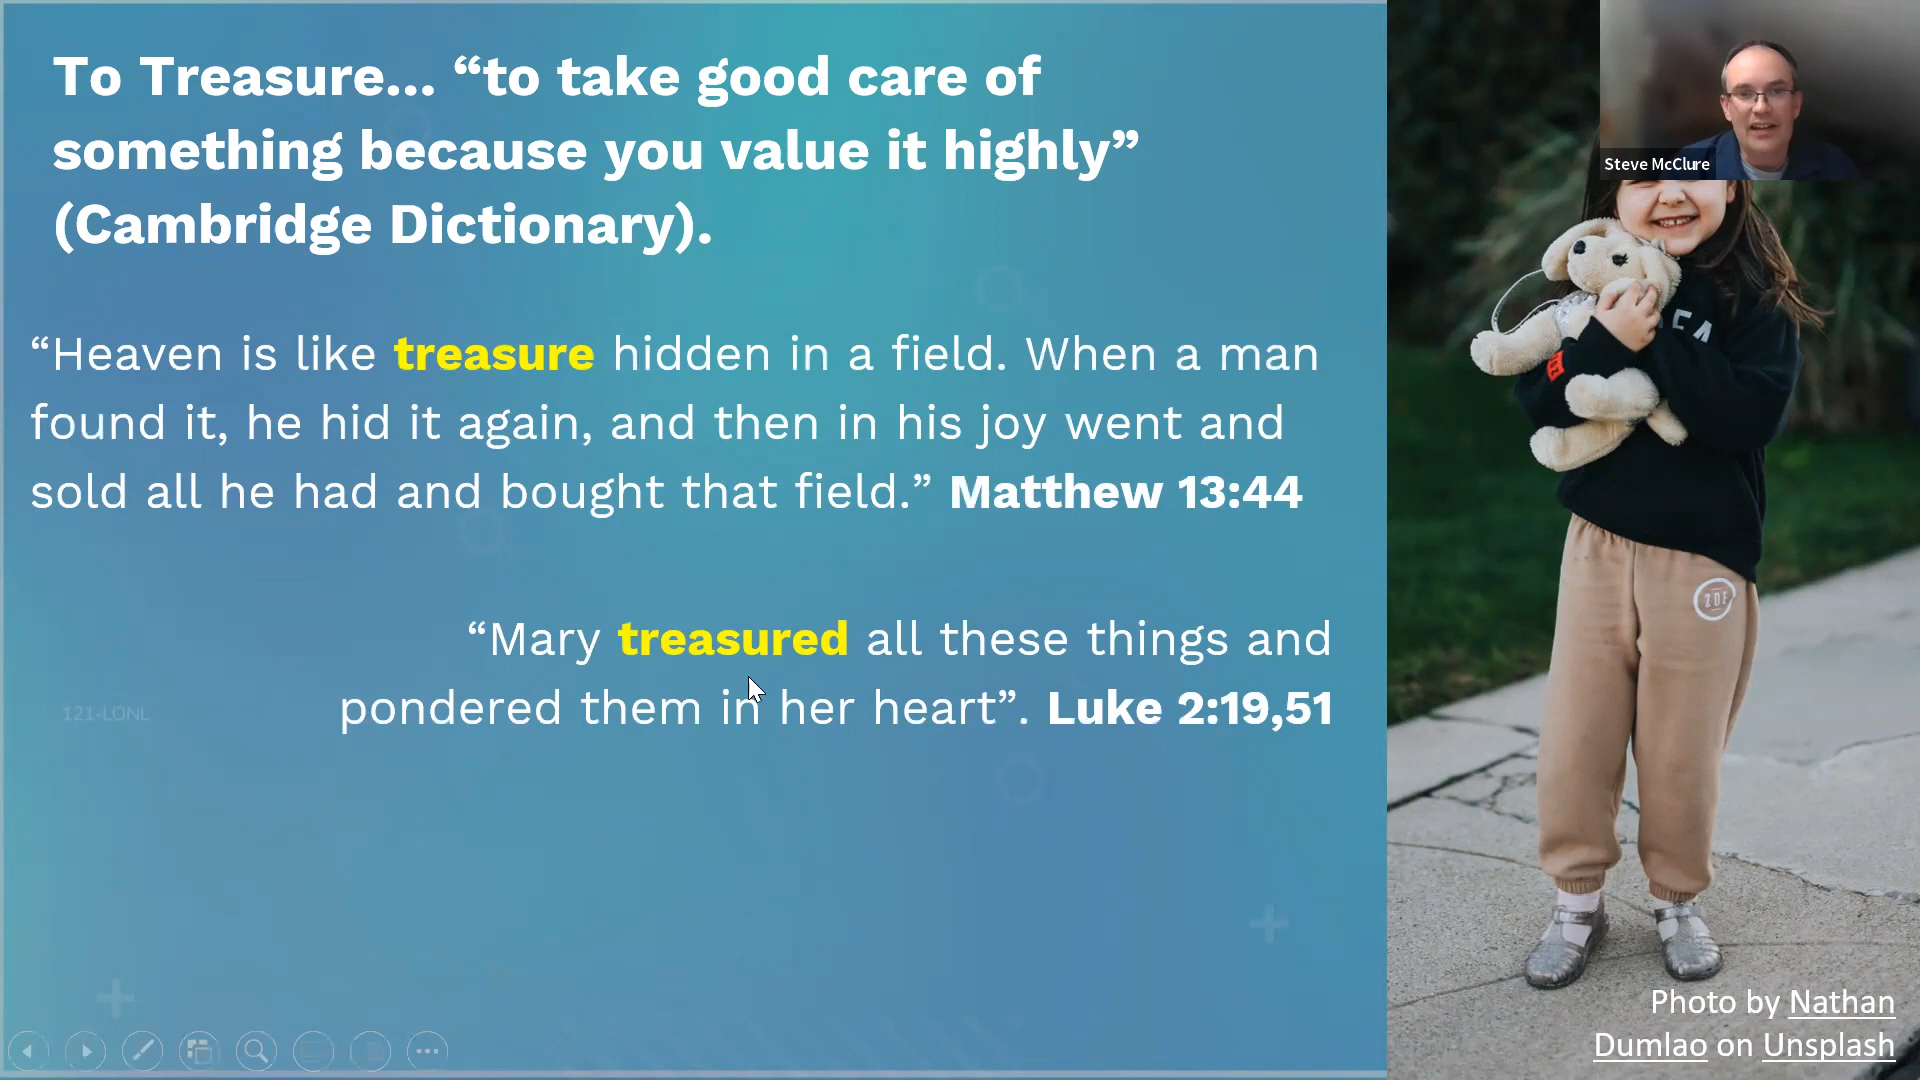 To Treasure... “to take good care of
something because you value it highly”
(Cambridge Dictionary).
“Heaven is like treasure hidden in a field. When a man
found it, he hid it again, and then in his joy went and
sold all he had and bought that field.” Matthew 13:44
“Mary treasured all these things and
pondered them in her heart”. Luke 2:19,51
121-LONL
Steve McClure
ZOF
Photo by Nathan
Dumlao on Unsplash